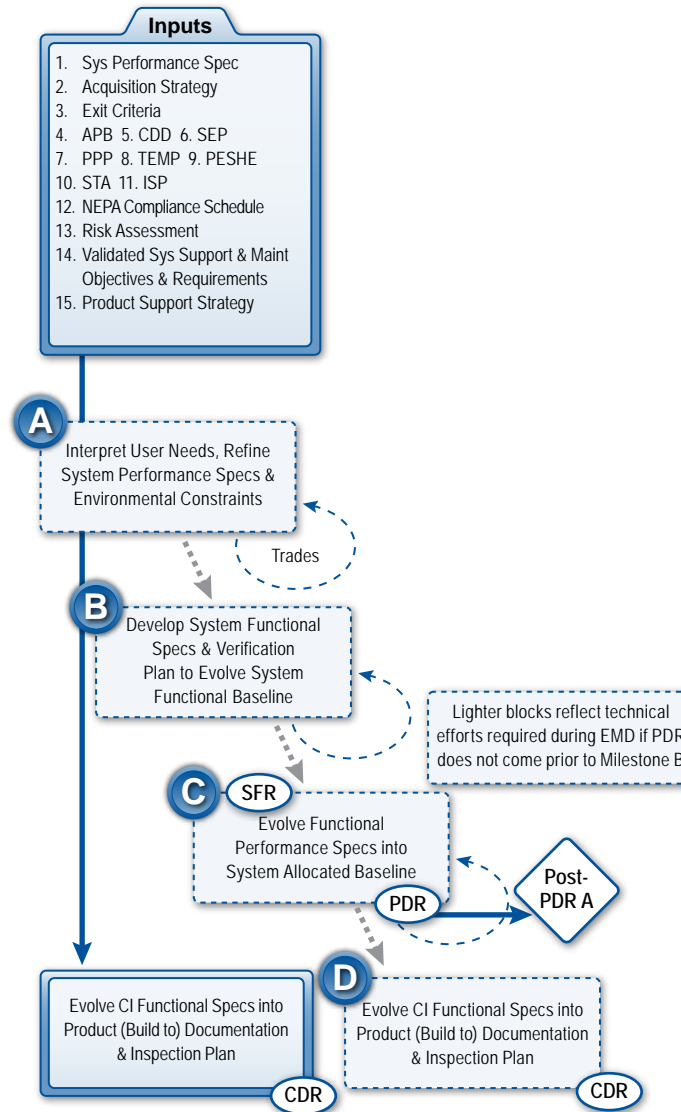 Inputs
1. Sys Performance Spec
2. Acquisition Strategy
3. Exit Criteria
4. APB 5. CDD 6. SEP
7. PPP 8. TEMP 9. PESHE
10. STA 11. ISP
12. NEPA Compliance Schedule
13. Risk Assessment
14. Validated Sys Support & Maint
Objectives & Requirements
15. Product Support Strategy
A
Interpret User Needs, Refine
System Performance Specs &
Environmental Constraints
Trades
B
Develop System Functional
Specs & Verification
Plan to Evolve System
Functional Baseline
Lighter blocks reflect technical
efforts required during EMD if PDR
does not come prior to Milestone B
C
SFR
Evolve Functional
Performance Specs into
System Allocated Baseline
PDR
Post-
PDR A
Evolve CI Functional Specs into
Product (Build to) Documentation
& Inspection Plan
CDR
D
Evolve CI Functional Specs into
Product (Build to) Documentation
& Inspection Plan
CDR